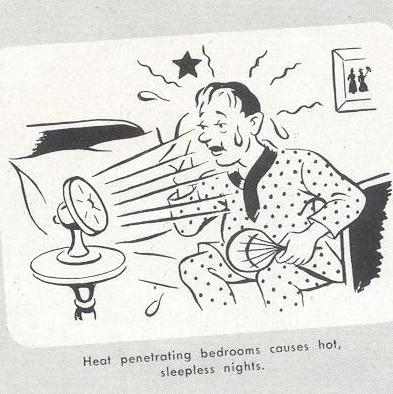 Heat penetrating bedrooms causes hot,
sleepless nights.